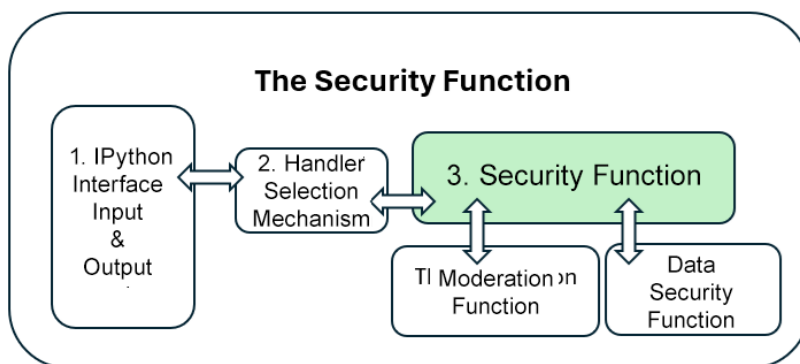 The Security Function
1. IPython
Interface
Input
&
Output
2. Handler
Selection
Mechanism
3. Security Function
Moderation
Function
Data
Security
Function